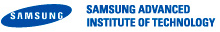 SAMSUNG
SAMSUNG ADVANCED
INSTITUTE OF TECHNOLOGY